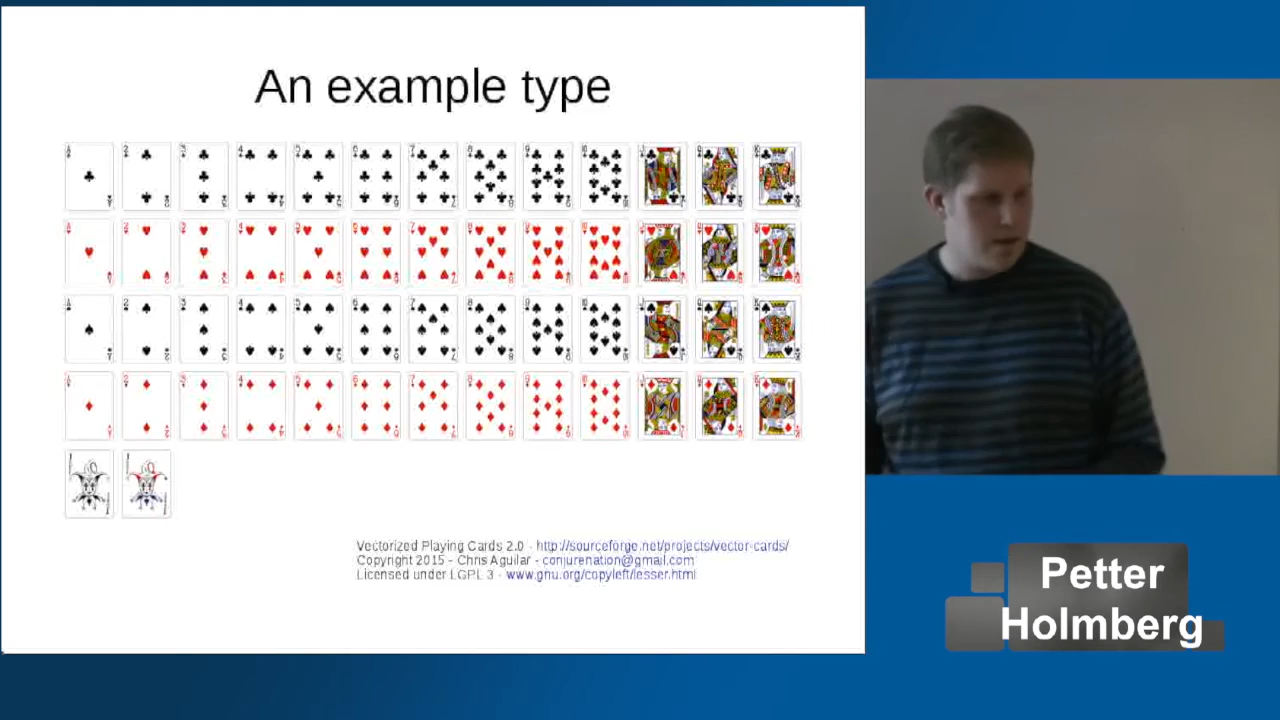 An example type
Vectorized Playing Cards 2.0 - http://sourceforge.net/projects/vector-cards/
Copyright 2015 - Chris Aguilar - conjurenation@gmail.com
Licensed under LGPL 3 - www.gnu.org/copyleft/lesser.html
Petter
Holmberg